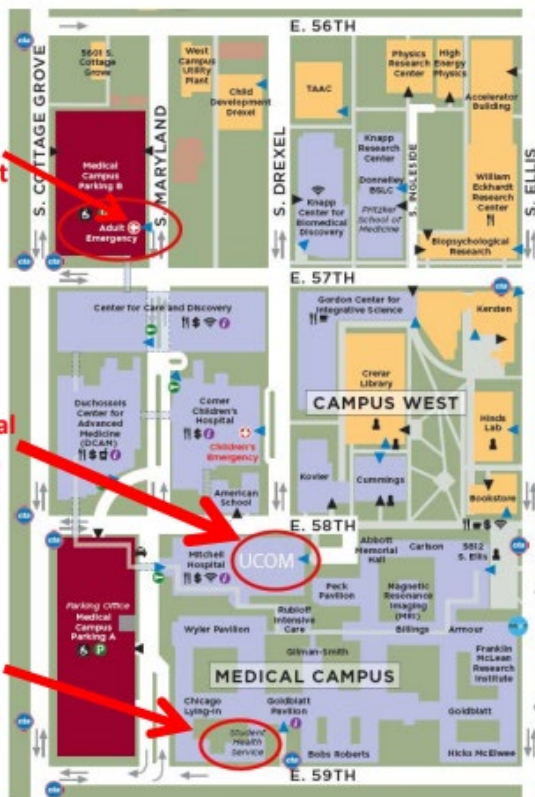 E. 56TH
S. COTTAGE GROVE
S. MARYLAND
S. DREXEL
S. INGLESIDE
S. ELLIS
5601 S.
Cottage
Grove
West
Campus
Utility
Plant
Child
Development
Drexel
TAAC
Physics
Research
Center
High
Energy
Physics
Accelerator
Building
Medical
Campus
Parking B
Adult
Emergency
Knapp
Research
Center
Donnelley
BSLC
Pritzker
School of
Medicine
Knapp
Center for
Biomedical
Discovery
William
Eckhardt
Research
Center
Biopsychological
Research
t
E. 57TH
Center for Care and Discovery
Gordon Center for
Integrative Science
Kersten
Crerar
Library
CAMPUS WEST
Hinds
Lab
Duchossois
Center for
Advanced
Medicine
(DCAM)
Comer
Children's
Hospital
Children's
Emergency
al
American
School
Kovler
Cummings
Bookstore
E. 58TH
Mitchell
Hospital
UCOM
Abbott
Memorial
Hall
Carlson
5812
S. Ellis
Peck
Pavilion
Magnetic
Resonance
Imaging
(MRI)
Parking Office
Medical
Campus
Parking A
P
Rubloff
Intensive
Care
Wyler Pavilion
Billings
Armour
Gilman-Smith
Franklin
McLean
Research
Institute
MEDICAL CAMPUS
Chicago
Lying-in
Goldblatt
Pavilion
Goldblatt
Student
Health
Service
Bobs Roberts
Hicks McElwee
cta
E. 59TH